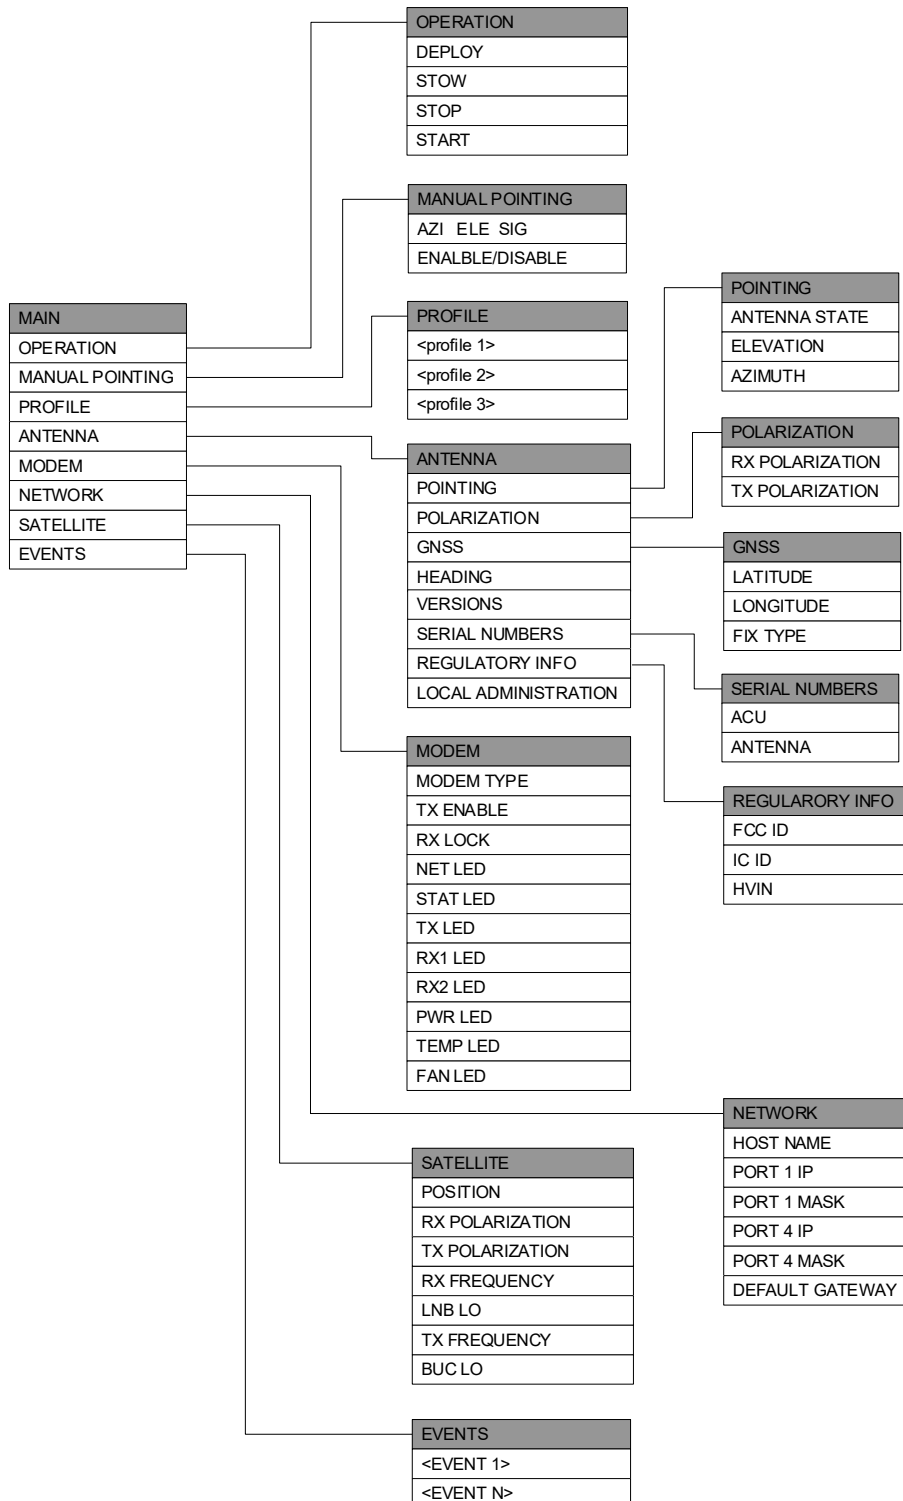 OPERATION
DEPLOY
STOW
STOP
START
MANUAL POINTING
AZI ELE SIG
ENALBLE/DISABLE
MAIN
OPERATION
MANUAL POINTING
PROFILE
ANTENNA
MODEM
NETWORK
SATELLITE
EVENTS
PROFILE
<profile 1>
<profile 2>
<profile 3>
POINTING
ANTENNA STATE
ELEVATION
AZIMUTH
ANTENNA
POINTING
POLARIZATION
GNSS
HEADING
VERSIONS
SERIAL NUMBERS
REGULATORY INFO
LOCAL ADMINISTRATION
POLARIZATION
RX POLARIZATION
TX POLARIZATION
GNSS
LATITUDE
LONGITUDE
FIX TYPE
SERIAL NUMBERS
ACU
ANTENNA
REGULARORY INFO
FCC ID
IC ID
HVIN
MODEM
MODEM TYPE
TX ENABLE
RX LOCK
NET LED
STAT LED
TX LED
RX1 LED
RX2 LED
PWR LED
TEMP LED
FAN LED
NETWORK
HOST NAME
PORT 1 IP
PORT 1 MASK
PORT 4 IP
PORT 4 MASK
DEFAULT GATEWAY
SATELLITE
POSITION
RX POLARIZATION
TX POLARIZATION
RX FREQUENCY
LNB LO
TX FREQUENCY
BUC LO
EVENTS
<EVENT 1>
<EVENT N>